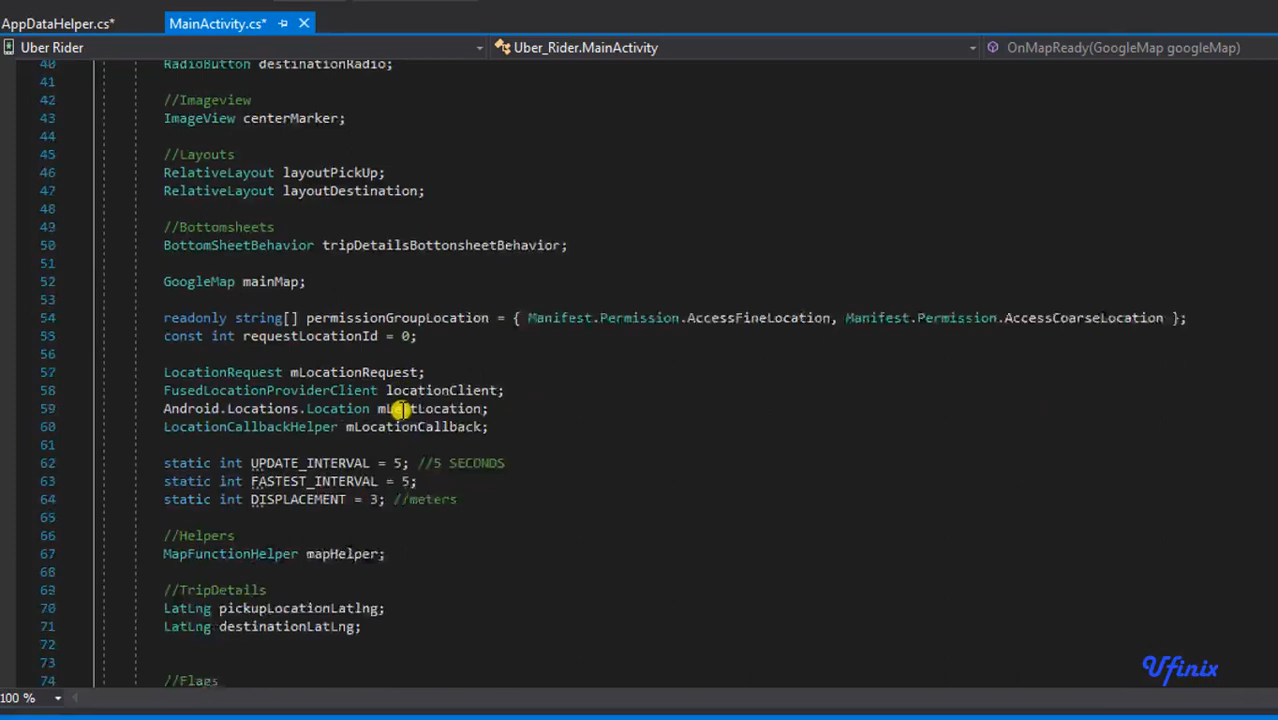 AppDataHelper.cs*
MainActivity.cs*
Uber Rider
Uber_Rider.MainActivity
OnMapReady(GoogleMap googleMap)
40 RadioButton destinationRadio;
41
42 //Imageview
43 ImageView centerMarker;
44
45 //Layouts
46 RelativeLayout layoutPickUp;
47 RelativeLayout layoutDestination;
48
49 //Bottomsheets
50 BottomSheetBehavior tripDetailsBottonsheetBehavior;
51
52 GoogleMap mainMap;
53
54 readonly string[] permissionGroupLocation = { Manifest.Permission.AccessFineLocation, Manifest.Permission.AccessCoarseLocation };
55 const int requestLocationId = 0;
56
57 LocationRequest mLocationRequest;
58 FusedLocationProviderClient locationClient;
59 Android.Locations.Location mLastLocation;
60 LocationCallbackHelper mLocationCallback;
61
62 static int UPDATE_INTERVAL = 5; //5 SECONDS
63 static int FASTEST_INTERVAL = 5;
64 static int DISPLACEMENT = 3; //meters
65
66 //Helpers
67 MapFunctionHelper mapHelper;
68
69 //TripDetails
70 LatLng pickupLocationLatlng;
71 LatLng destinationLatLng;
72
73
74 //Flags
100 %
Ufinix